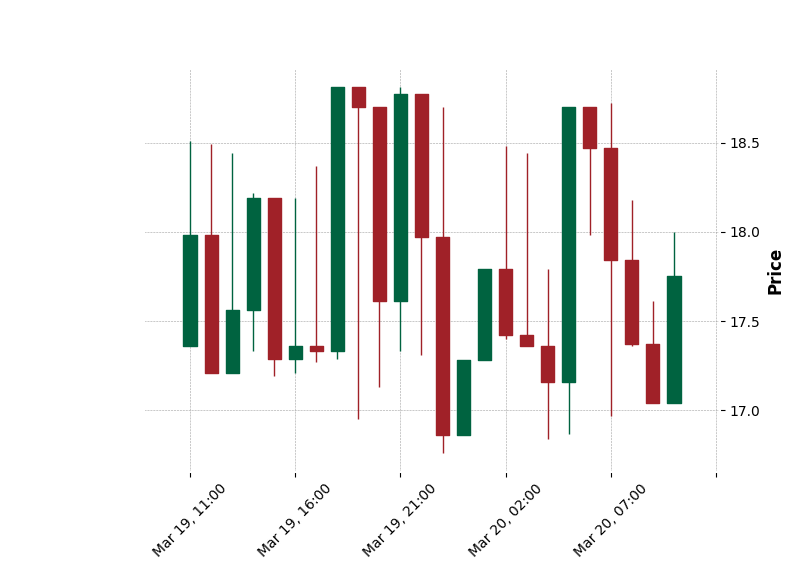 18.5
18.0
17.5
17.0
Price
Mar 19, 11:00
Mar 19, 16:00
Mar 19, 21:00
Mar 20, 02:00
Mar 20, 07:00